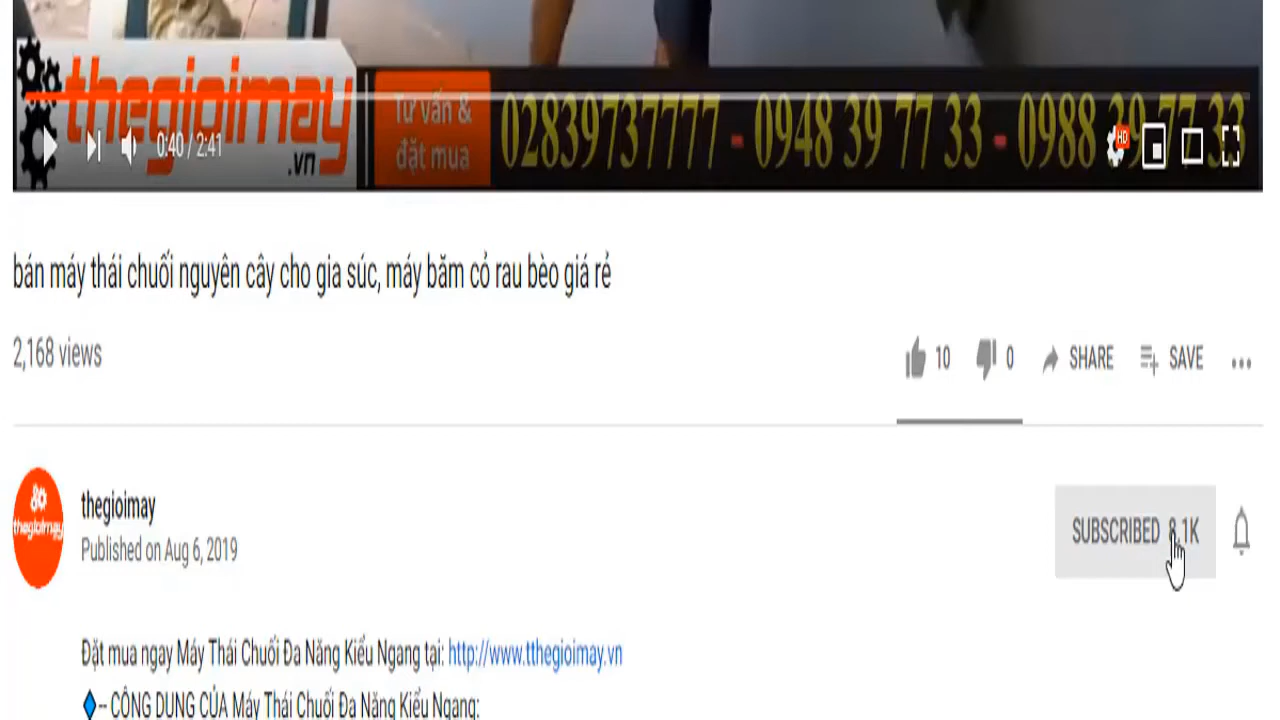 thegioimay
.vn
Tư vấn &
đặt mua
02839737777 - 0948 39 77 33 - 0988 39 77 33
0:40 / 2:41
HD
bán máy thái chuối nguyên cây cho gia súc, máy băm cỏ rau bèo giá rẻ
2,168 views
10 0 SHARE SAVE
thegioimay
thegioimay
Published on Aug 6, 2019
SUBSCRIBED 8.1K
Đặt mua ngay Máy Thái Chuối Đa Năng Kiểu Ngang tại: http://www.tthegioimay.vn
-- CÔNG DỤNG CỦA Máy Thái Chuối Đa Năng Kiểu Ngang: